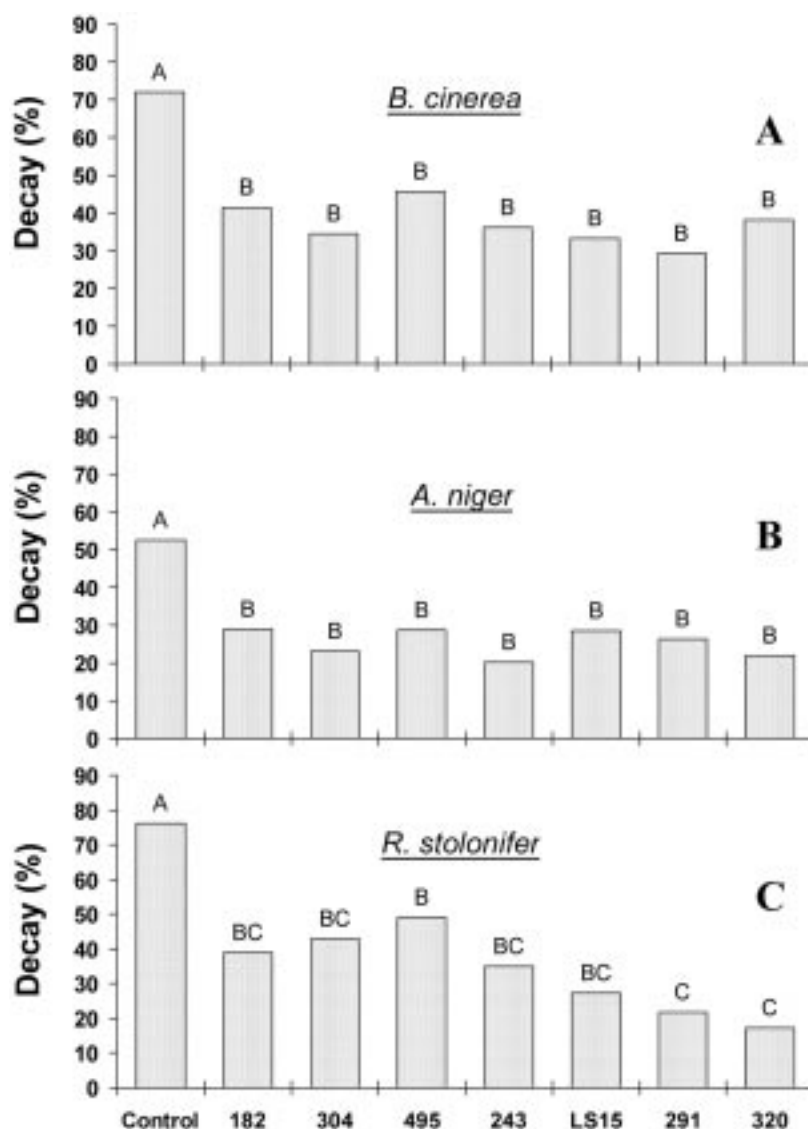 90
80
A
B. cinerea
70
A
60
Decay (%)
50
B
B
B
B
40
B
B
B
30
20
10
0
90
80
70
A. niger
60
A
B
50
Decay (%)
40
B
B
B
B
30
B
B
B
20
10
0
90
A
80
70
R. stolonifer
60
B
C
Decay (%)
50
BC
BC
BC
40
BC
30
C
C
20
10
0
Control 182 304 495 243 LS15 291 320